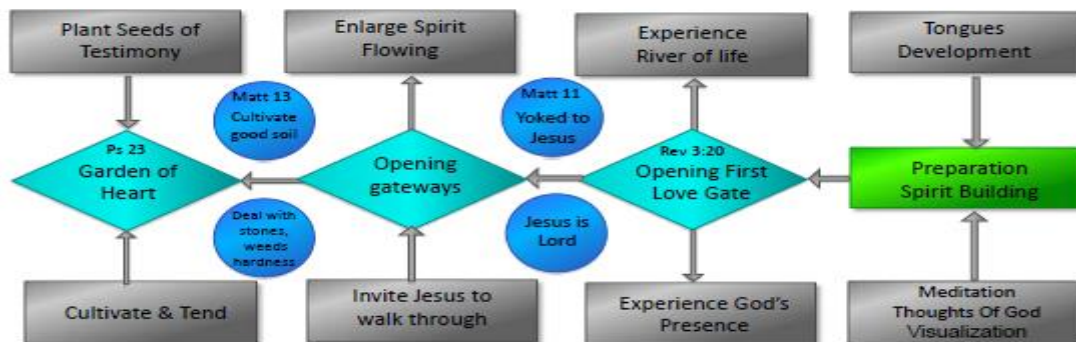 Plant Seeds of
Testimony
Enlarge Spirit
Flowing
Experience
River of life
Tongues
Development
Matt 13
Cultivate
good soil
Matt 11
Yoked to
Jesus
Ps 23
Garden of
Heart
Opening
gateways
Rev 3:20
Opening First
Love Gate
Preparation
Spirit Building
Deal with
stones,
weeds
hardness
Jesus is
Lord
Cultivate & Tend
Invite Jesus to
walk through
Experience God's
Presence
Meditation
Thoughts Of God
Visualization